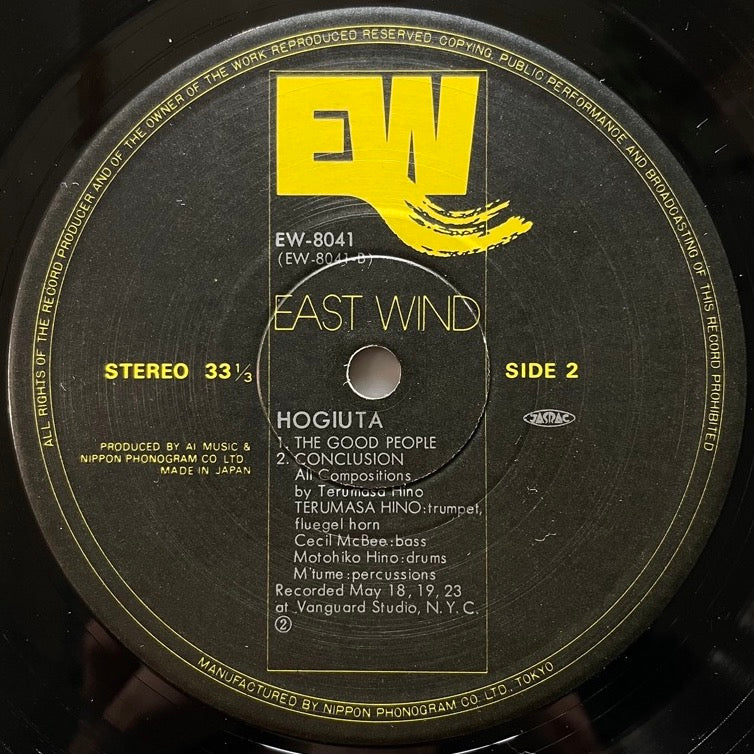 ALL RIGHTS OF THE RECORD PRODUCER AND OF THE OWNER OF THE WORK REPRODUCED RESERVED COPYING, PUBLIC PERFORMANCE AND BROADCASTING OF THIS RECORD PROHIBITED
EW
EW-8041
(EW-8041-B)
EAST WIND
STEREO 33 1/3
SIDE 2
HOGIUTA
JASRAC
1. THE GOOD PEOPLE
2. CONCLUSION
PRODUCED BY AI MUSIC &
NIPPON PHONOGRAM CO LTD.
MADE IN JAPAN
All Compositions
by Terumasa Hino
TERUMASA HINO:trumpet,
fluegel horn
Cecil McBee:bass
Motohiko Hino:drums
M'tume:percussions
Recorded May 18, 19, 23
at Vanguard Studio, N.Y.C.
②
MANUFACTURED BY NIPPON PHONOGRAM CO. LTD., TOKYO